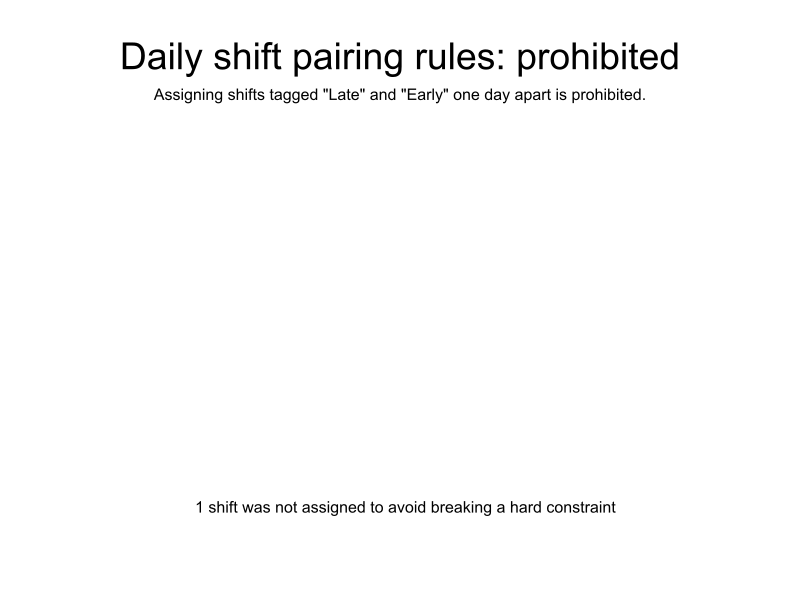 Daily shift pairing rules: prohibited
Assigning shifts tagged "Late" and "Early" one day apart is prohibited.
1 shift was not assigned to avoid breaking a hard constraint